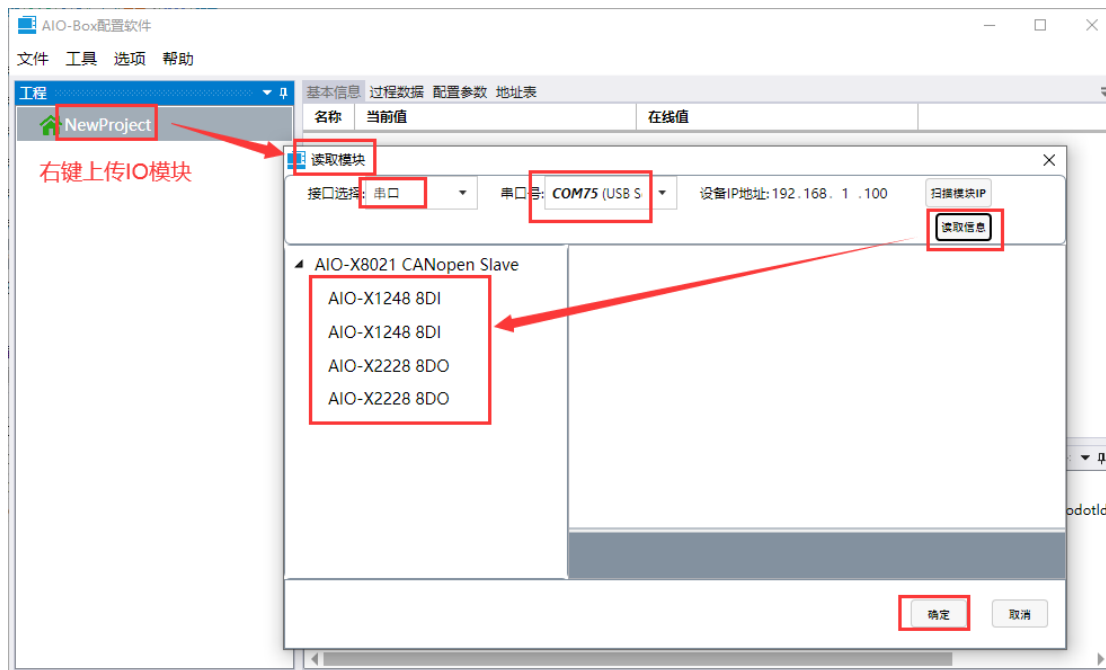 AIO-Box配置软件
文件 工具 选项 帮助
工程
基本信息 过程数据 配置参数 地址表
名称 当前值 在线值
NewProject
右键上传IO模块
读取模块
接口选择: 串口 串口号: COM75 (USB S 设备IP地址: 192.168. 1 .100 扫描模块IP
读取信息
AIO-X8021 CANopen Slave
AIO-X1248 8DI
AIO-X1248 8DI
AIO-X2228 8DO
AIO-X2228 8DO
确定 取消